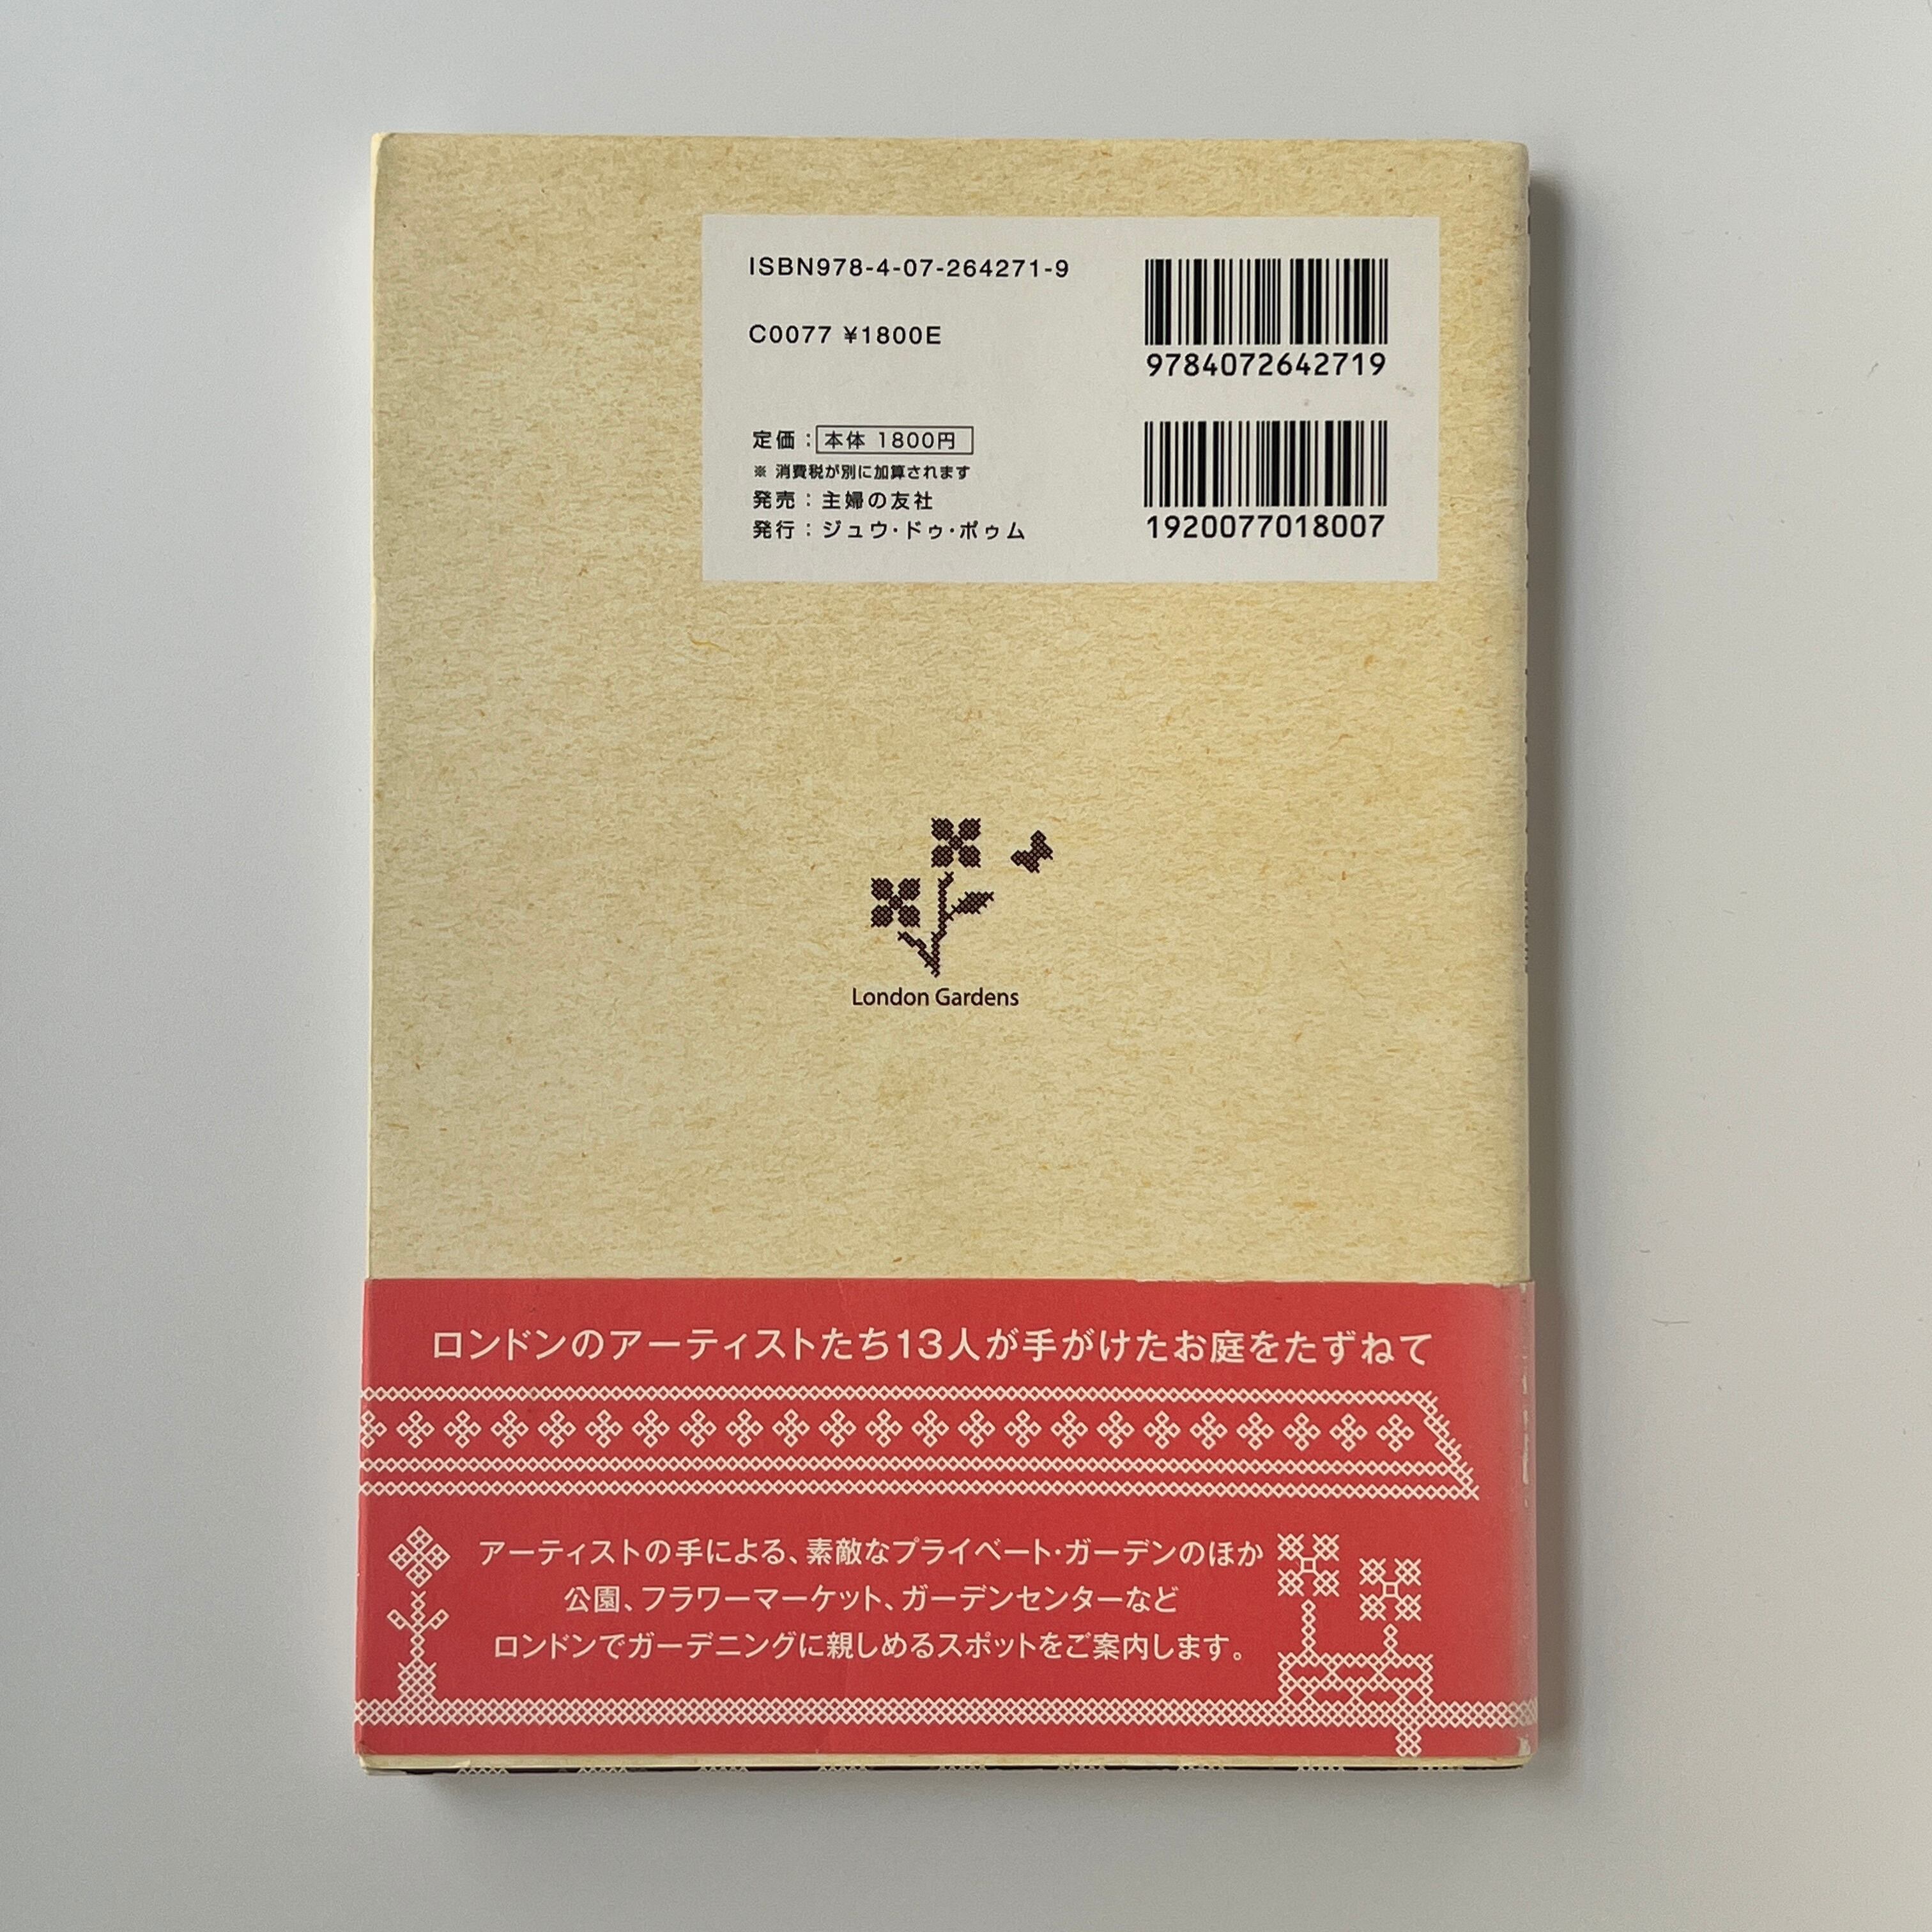 ISBN978-4-07-264271-9
9784072642719
C0077 ¥1800E
定価：本体 1800円
※ 消費税が別に加算されます
発売：主婦の友社
発行：ジュウ・ドゥ・ポゥム
1920077018007
London Gardens
ロンドンのアーティストたち13人が手がけたお庭をたずねて
アーティストの手による、素敵なプライベート・ガーデンのほか
公園、フラワーマーケット、ガーデンセンターなど
ロンドンでガーデニングに親しめるスポットをご案内します。